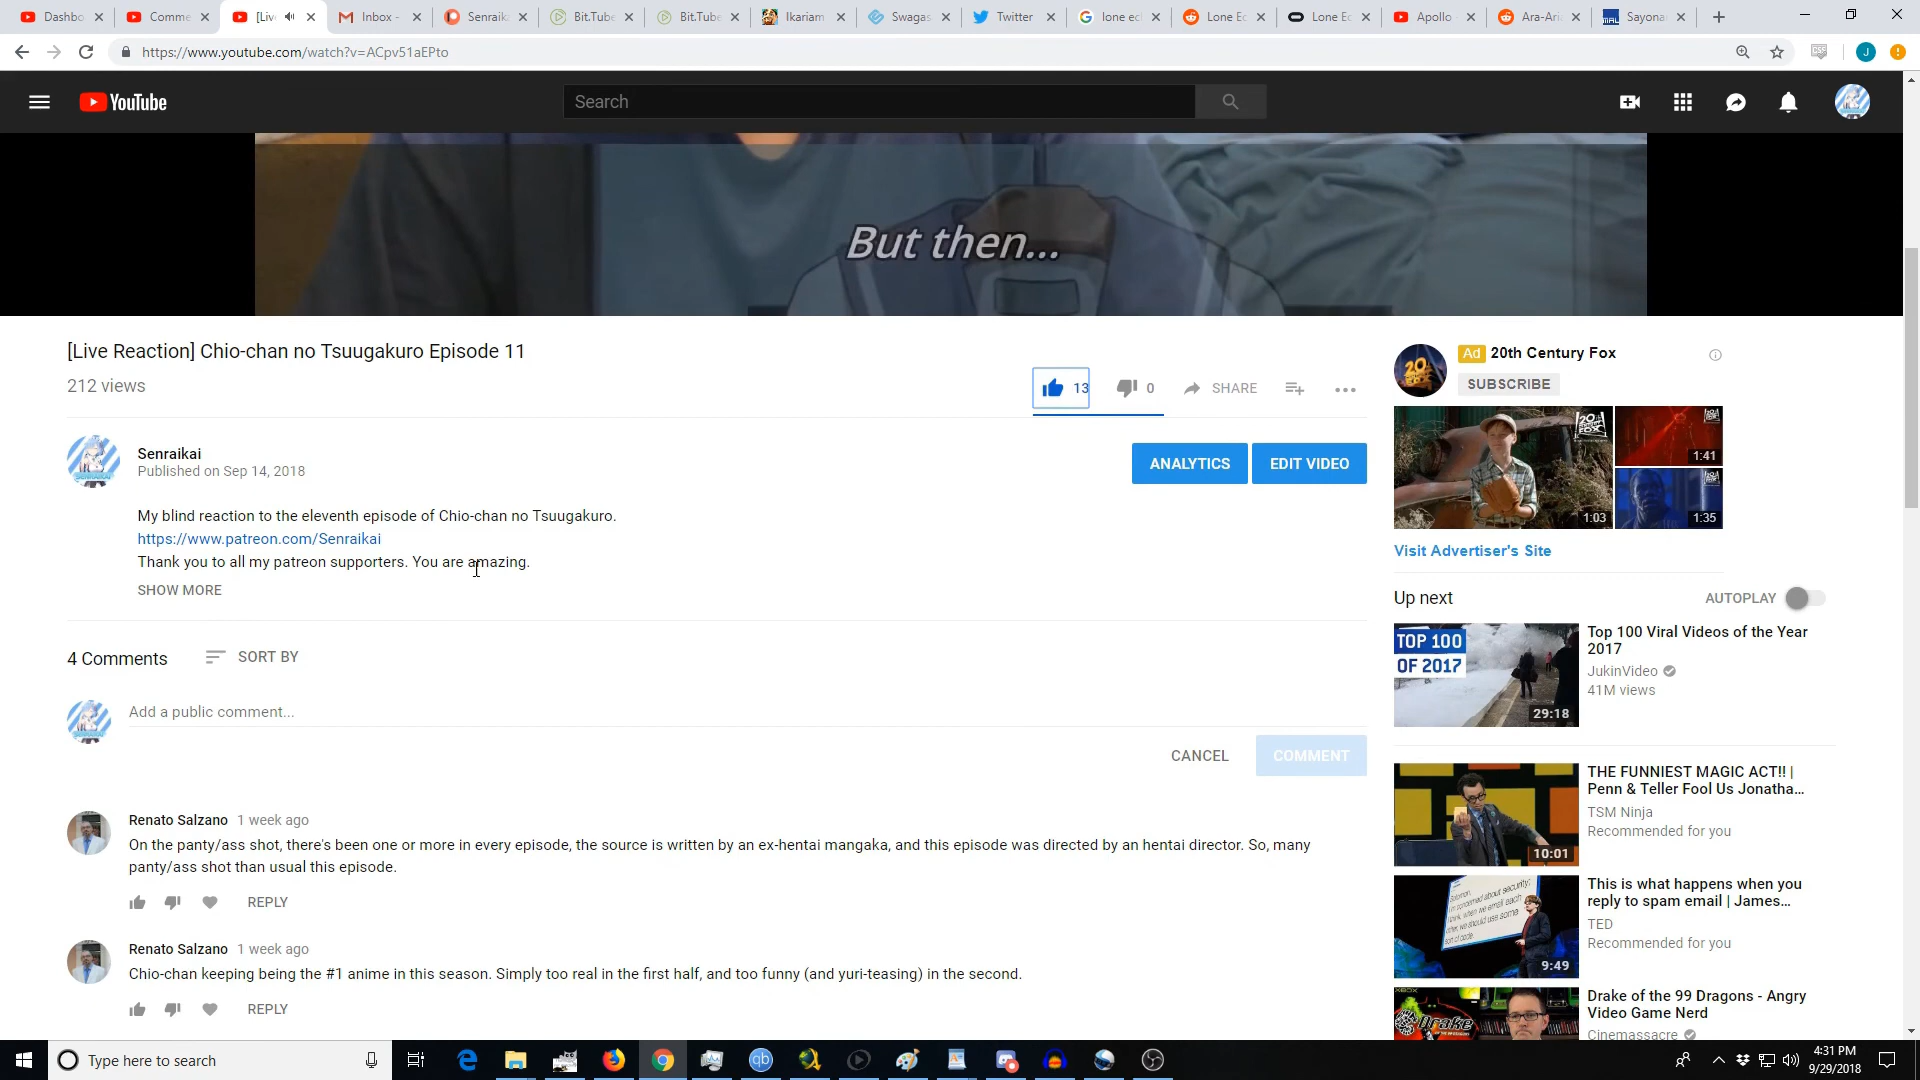 Dashbo
Comme
[Liv
Inbox -
Senraik
Bit.Tube
Bit.Tube
Ikariam
Swagas
Twitter
lone ec
Lone Ec
Lone Ec
Apollo
Ara-Ara
Sayona
https://www.youtube.com/watch?v=ACpv51aEPto
J
YouTube
Search
But then...
[Live Reaction] Chio-chan no Tsuugakuro Episode 11
212 views
13
0
SHARE
Senraikai
Published on Sep 14, 2018
ANALYTICS
EDIT VIDEO
My blind reaction to the eleventh episode of Chio-chan no Tsuugakuro.
https://www.patreon.com/Senraikai
Thank you to all my patreon supporters. You are amazing.
SHOW MORE
4 Comments
SORT BY
Add a public comment...
CANCEL
COMMENT
Renato Salzano 1 week ago
On the panty/ass shot, there's been one or more in every episode, the source is written by an ex-hentai mangaka, and this episode was directed by an hentai director. So, many
panty/ass shot than usual this episode.
REPLY
Renato Salzano 1 week ago
Chio-chan keeping being the #1 anime in this season. Simply too real in the first half, and too funny (and yuri-teasing) in the second.
REPLY
Ad 20th Century Fox
SUBSCRIBE
1:03
1:41
1:35
Visit Advertiser's Site
Up next
AUTOPLAY
TOP 100
OF 2017
29:18
Top 100 Viral Videos of the Year
2017
JukinVideo
41M views
10:01
THE FUNNIEST MAGIC ACT!! |
Penn & Teller Fool Us Jonatha...
TSM Ninja
Recommended for you
9:49
This is what happens when you
reply to spam email | James...
TED
Recommended for you
Drake of the 99 Dragons - Angry
Video Game Nerd
Cinemassacre
Type here to search
4:31 PM
9/29/2018